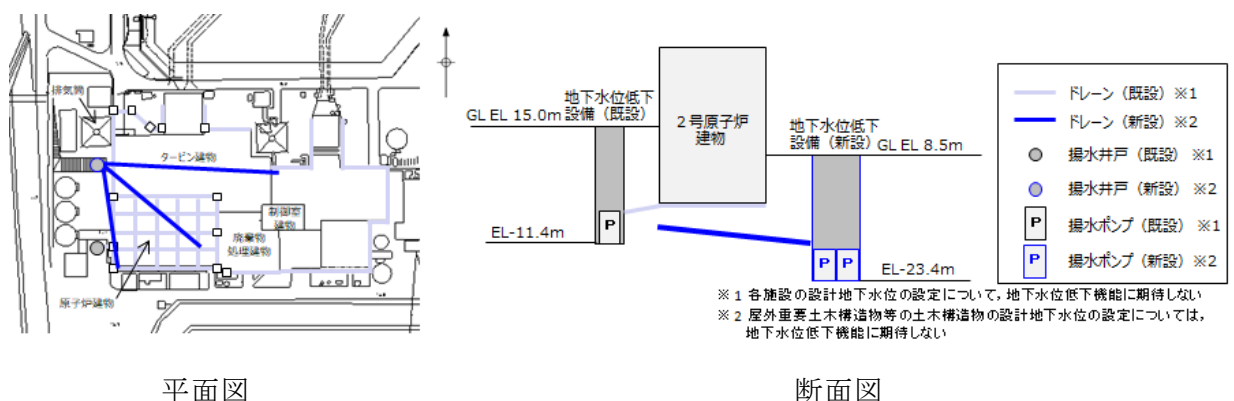 排気筒
タービン建物
制御室
建物
廃棄物
処理建物
原子炉建物
地下水位低下
GL EL 15.0m 設備（既設）
2号原子炉
建物
地下水位低下
設備（新設） GL EL 8.5m
P
EL-11.4m
P P
EL-23.4m
ドレーン（既設）※1
ドレーン（新設）※2
揚水井戸（既設）※1
揚水井戸（新設）※2
P 揚水ポンプ（既設）※1
P 揚水ポンプ（新設）※2
※１ 各施設の設計地下水位の設定について，地下水位低下機能に期待しない
※２ 屋外重要土木構造物等の土木構造物の設計地下水位の設定については，
地下水位低下機能に期待しない
平面図
断面図